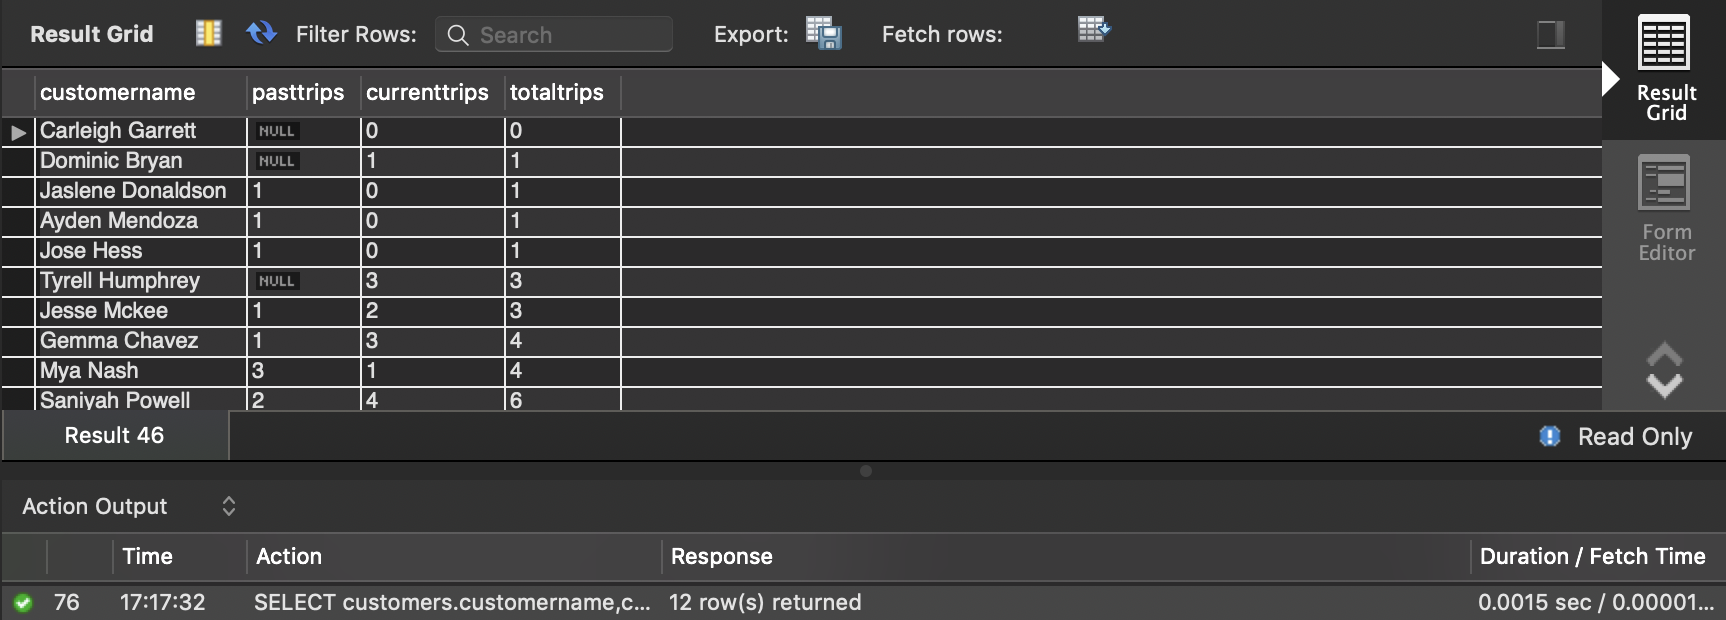 Result Grid Filter Rows: Search Export: Fetch rows:
customername pasttrips currenttrips totaltrips
Carleigh Garrett NULL 0 0
Dominic Bryan NULL 1 1
Jaslene Donaldson 1 0 1
Ayden Mendoza 1 0 1
Jose Hess 1 0 1
Tyrell Humphrey NULL 3 3
Jesse Mckee 1 2 3
Gemma Chavez 1 3 4
Mya Nash 3 1 4
Saniyah Powell 2 4 6
Result
Grid
Form
Editor
Result 46 Read Only
Action Output
Time Action Response Duration / Fetch Time
76 17:17:32 SELECT customers.customername,c... 12 row(s) returned 0.0015 sec / 0.00001...